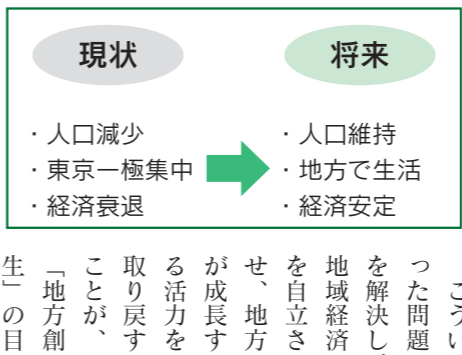 現状
・人口減少
・東京一極集中
・経済衰退
将来
・人口維持
・地方で生活
・経済安定
こうい
った問題
を解決し
地域経済
を自立さ
せ、地方
が成長す
る活力を
取り戻す
ことが、
「地方創
生」の目